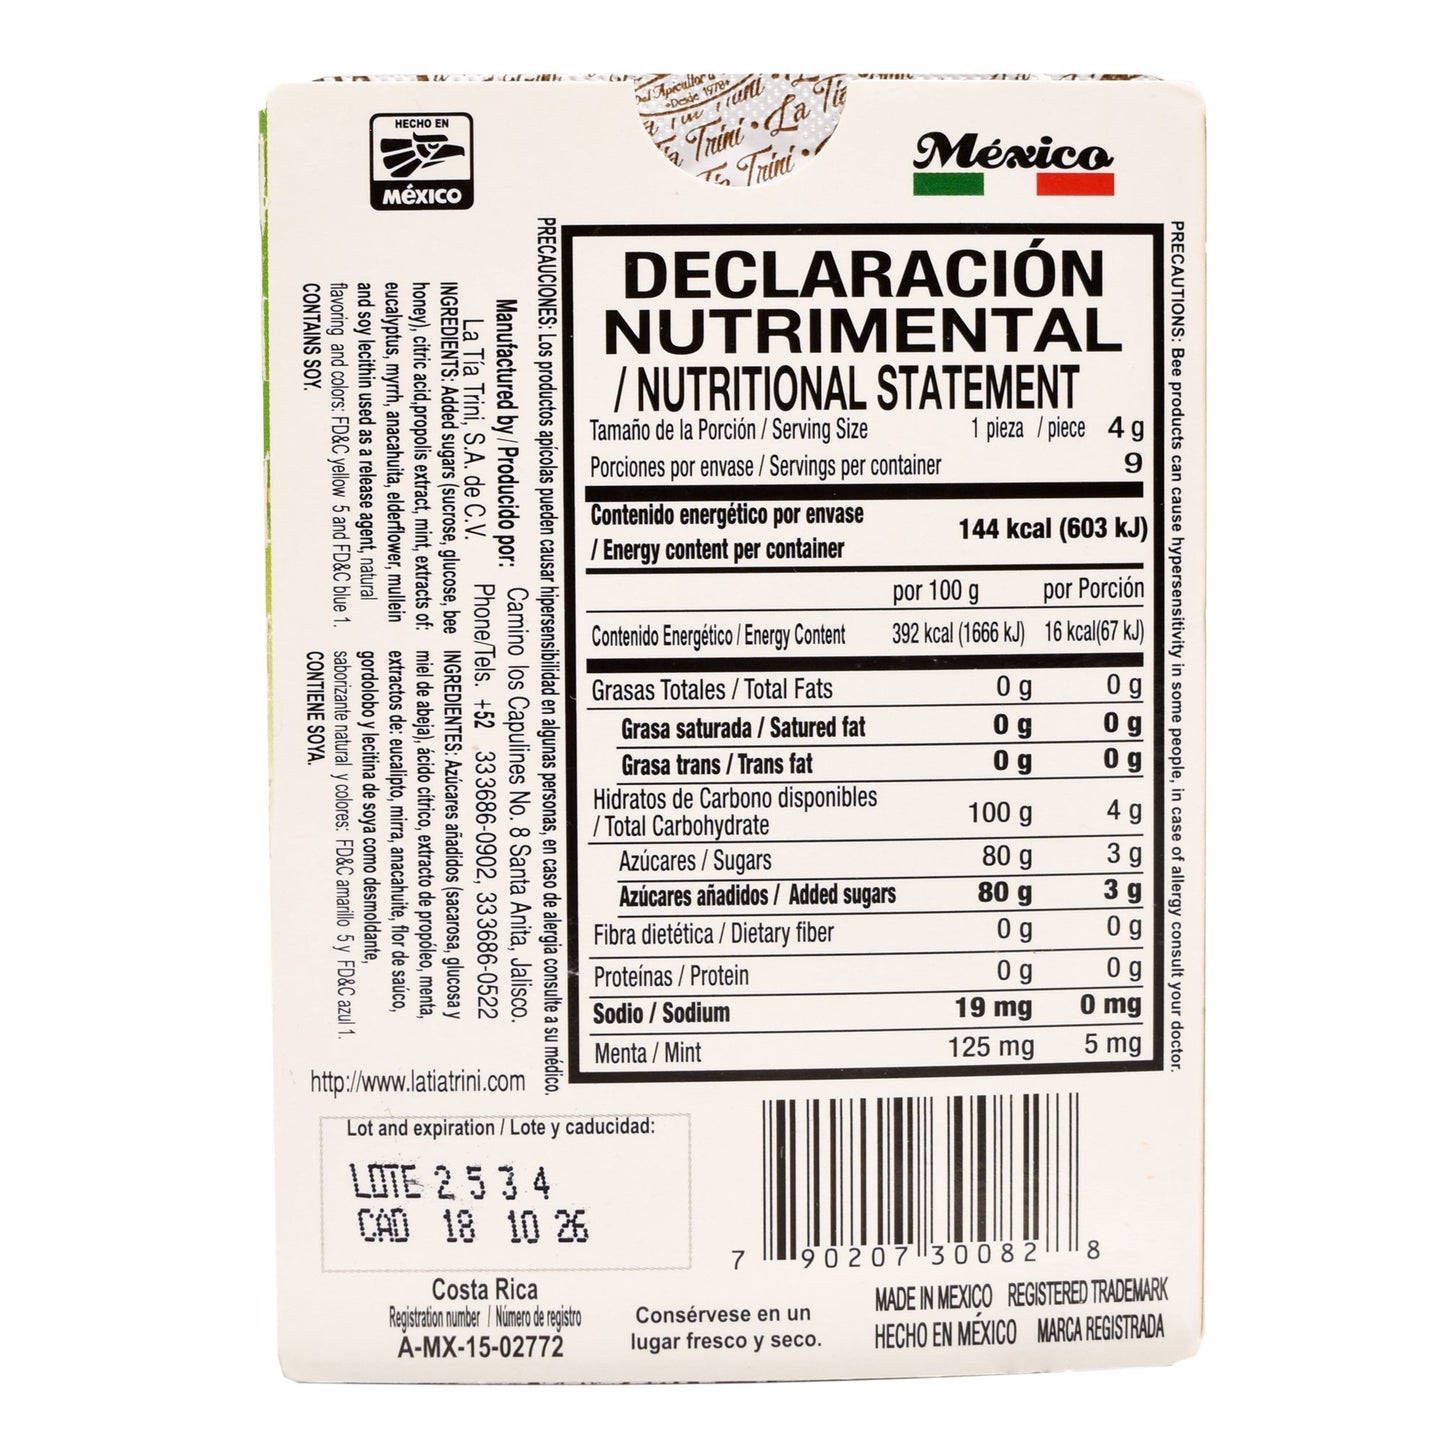 Del Apicultor a
•Desde 1978•
La Tía
Trini • La Tía
Tía Trini •
HECHO EN
MÉXICO
México
DECLARACIÓN
NUTRIMENTAL
/ NUTRITIONAL STATEMENT
Tamaño de la Porción / Serving Size 1 pieza / piece 4 g
Porciones por envase / Servings per container 9
Contenido energético por envase
/ Energy content per container 144 kcal (603 kJ)
por 100 g por Porción
Contenido Energético / Energy Content 392 kcal (1666 kJ) 16 kcal(67 kJ)
Grasas Totales / Total Fats 0 g 0 g
Grasa saturada / Satured fat 0 g 0 g
Grasa trans / Trans fat 0 g 0 g
Hidratos de Carbono disponibles
/ Total Carbohydrate 100 g 4 g
Azúcares / Sugars 80 g 3 g
Azúcares añadidos / Added sugars 80 g 3 g
Fibra dietética / Dietary fiber 0 g 0 g
Proteínas / Protein 0 g 0 g
Sodio / Sodium 19 mg 0 mg
Menta / Mint 125 mg 5 mg
PRECAUTIONS: Bee products can cause hypersensitivity in some people, in case of allergy consult your doctor.
PRECAUCIONES: Los productos apícolas pueden causar hipersensibilidad en algunas personas, en caso de alergia consulte a su médico.
Manufactured by / Producido por: Camino los Capulines No. 8 Santa Anita, Jalisco.
La Tía Trini, S.A. de C.V. Phone/Tels. +52 333686-0902, 333686-0522
INGREDIENTS: Added sugars (sucrose, glucose, bee
honey), citric acid,propolis extract, mint, extracts of:
eucalyptus, myrrh, anacahuita, elderflower, mullein
and soy lecithin used as a release agent, natural
flavoring and colors: FD&C yellow 5 and FD&C blue 1.
CONTAINS SOY.
INGREDIENTES: Azúcares añadidos (sacarosa, glucosa y
miel de abeja), ácido cítrico, extracto de propóleo, menta,
extractos de: eucalipto, mirra, anacahuite, flor de saúco,
gordolobo y lecitina de soya como desmoldante,
saborizante natural y colores: FD&C amarillo 5 y FD&C azul 1.
CONTIENE SOYA.
http://www.latiatrini.com
Lot and expiration / Lote y caducidad:
LOTE 2534
CAD 18 10 26
Costa Rica
Registration number / Número de registro
A-MX-15-02772
Consérvese en un
lugar fresco y seco.
7 90207 30082 8
MADE IN MEXICO REGISTERED TRADEMARK
HECHO EN MÉXICO MARCA REGISTRADA